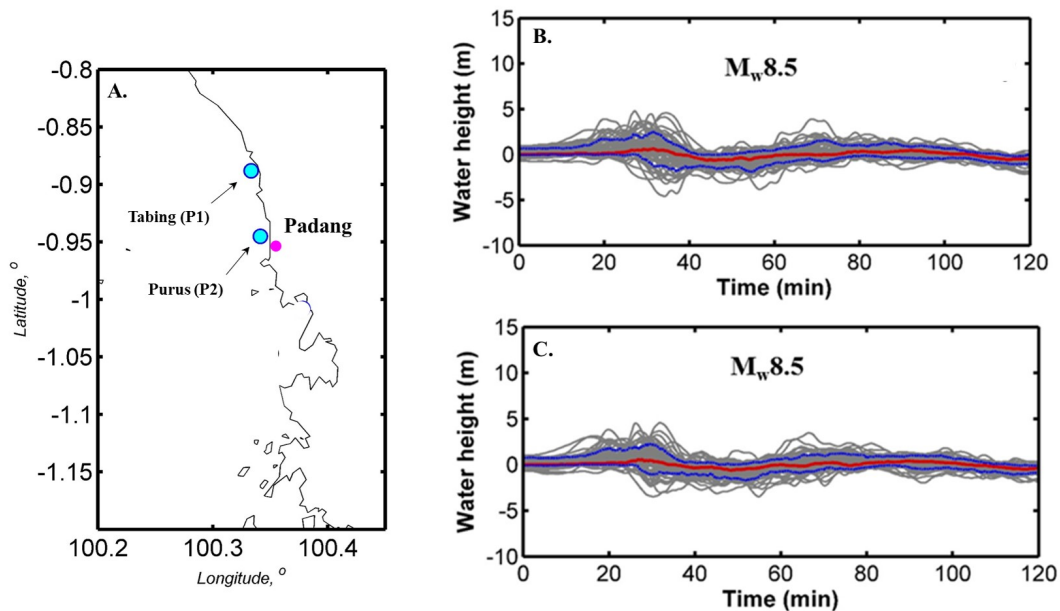 A.
-0.8
-0.85
-0.9
-0.95
-1
-1.05
-1.1
-1.15
Tabing (P1)
Padang
Purus (P2)
Latitude, °
100.2
100.3
100.4
Longitude, °
B.
M_w8.5
Water height (m)
15
10
5
0
-5
-10
0
20
40
60
80
100
120
Time (min)
C.
M_w8.5
Water height (m)
15
10
5
0
-5
-10
0
20
40
60
80
100
120
Time (min)